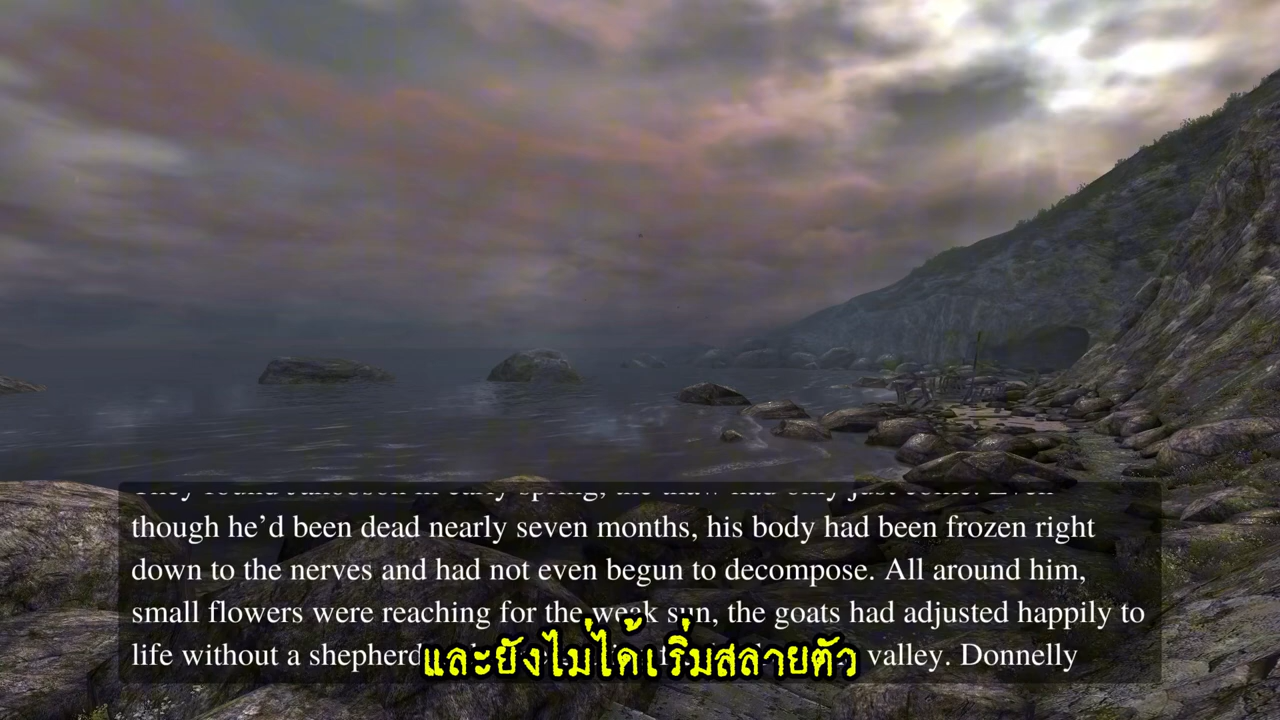 though he’d been dead nearly seven months, his body had been frozen right
down to the nerves and had not even begun to decompose. All around him,
small flowers were reaching for the weak sun, the goats had adjusted happily to
life without a shepherd valley. Donnelly
และยังไม่ได้เริ่มสลายตัว